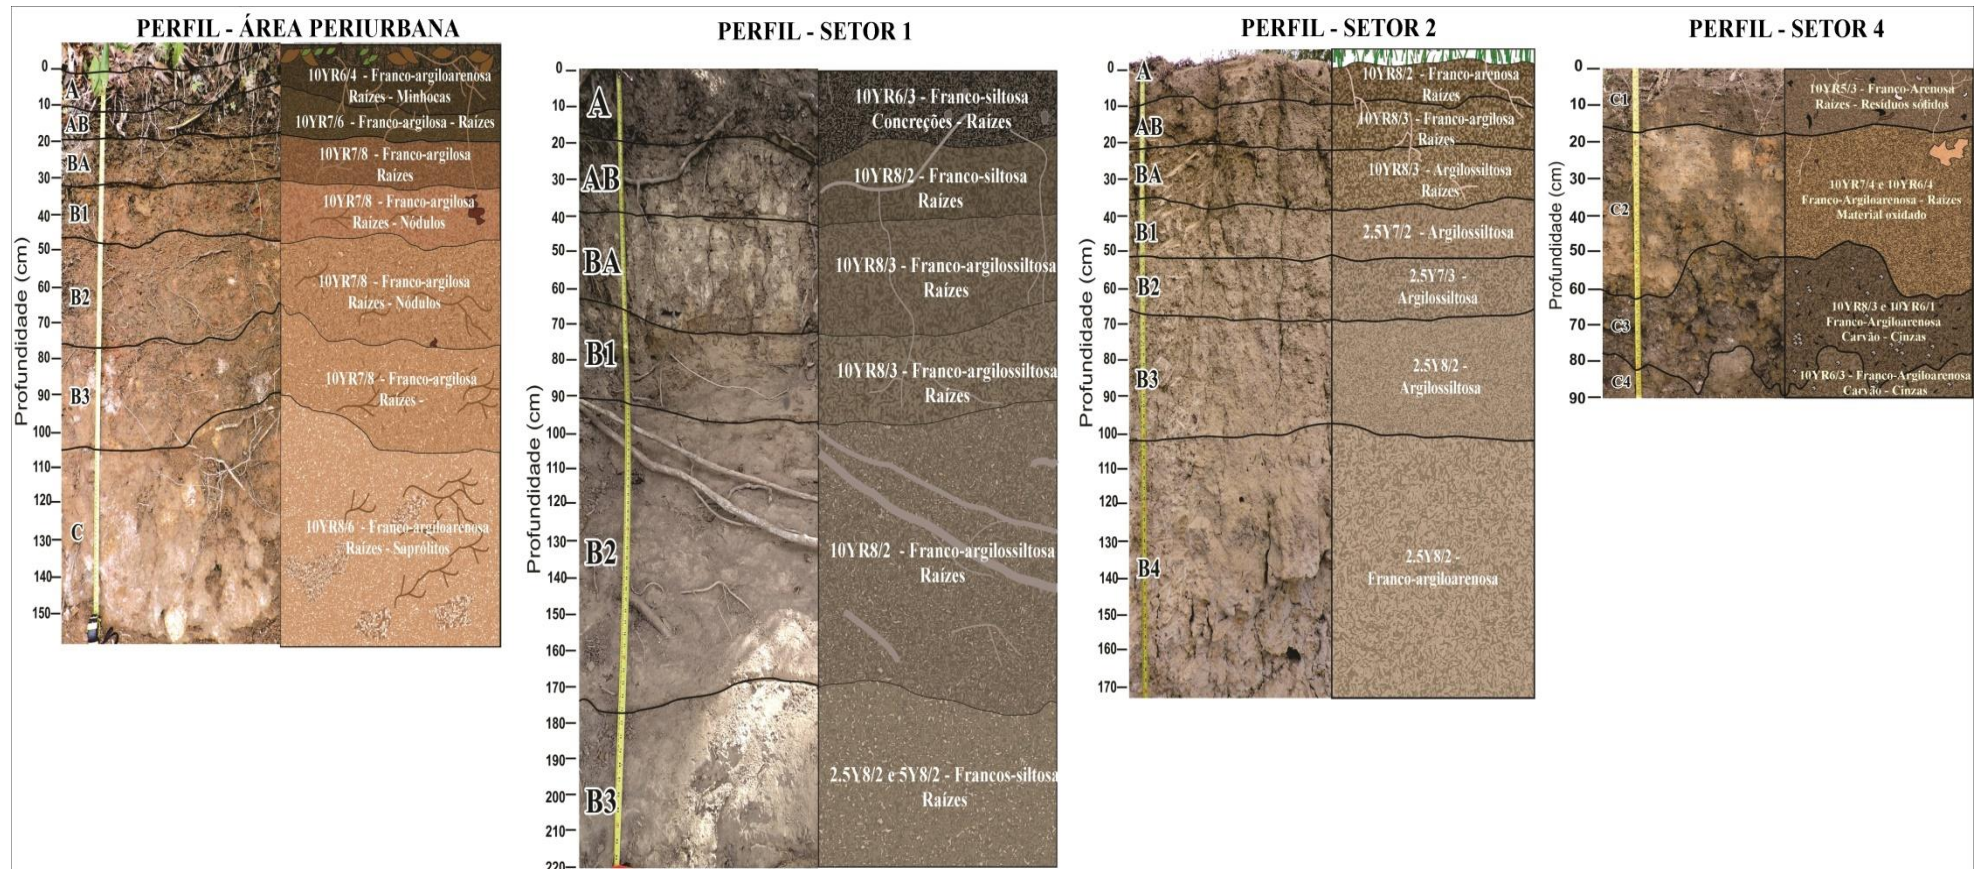 PERFIL - ÁREA PERIURBANA
Profundidade (cm)
0
10
20
30
40
50
60
70
80
90
100
110
120
130
140
150
A
AB
BA
B1
B2
B3
C
10YR6/4 - Franco-argiloarenosa
Raízes - Minhocas
10YR7/6 - Franco-argilosa - Raízes
10YR7/8 - Franco-argilosa
Raízes
10YR7/8 - Franco-argilosa
Raízes - Nódulos
10YR7/8 - Franco-argilosa
Raízes - Nódulos
10YR7/8 - Franco-argilosa
Raízes -
10YR8/6 - Franco-argiloarenosa
Raízes - Saprólitos
PERFIL - SETOR 1
Profundidade (cm)
0
10
20
30
40
50
60
70
80
90
100
110
120
130
140
150
160
170
180
190
200
210
220
A
AB
BA
B1
B2
B3
10YR6/3 - Franco-siltosa
Concreções - Raízes
10YR8/2 - Franco-siltosa
Raízes
10YR8/3 - Franco-argilossiltosa
Raízes
10YR8/3 - Franco-argilossiltosa
Raízes
10YR8/2 - Franco-argilossiltosa
Raízes
2.5Y8/2 e 5Y8/2 - Francos-siltosa
Raízes
PERFIL - SETOR 2
Profundidade (cm)
0
10
20
30
40
50
60
70
80
90
100
110
120
130
140
150
160
170
A
AB
BA
B1
B2
B3
B4
10YR8/2 - Franco-arenosa
Raízes
10YR8/3 - Franco-argilosa
Raízes
10YR8/3 - Argilossiltosa
Raízes
2.5Y7/2 - Argilossiltosa
2.5Y7/3 -
Argilossiltosa
2.5Y8/2 -
Argilossiltosa
2.5Y8/2 -
Franco-argiloarenosa
PERFIL - SETOR 4
Profundidade (cm)
0
10
20
30
40
50
60
70
80
90
C1
C2
C3
C4
10YR5/3 - Franco-Arenosa
Raízes - Resíduos sólidos
10YR7/4 e 10YR6/4
Franco-Argiloarenosa - Raízes
Material oxidado
10YR8/3 e 10YR6/1
Franco-Argiloarenosa
Carvão - Cinzas
10YR6/3 - Franco-Argiloarenosa
Carvão - Cinzas